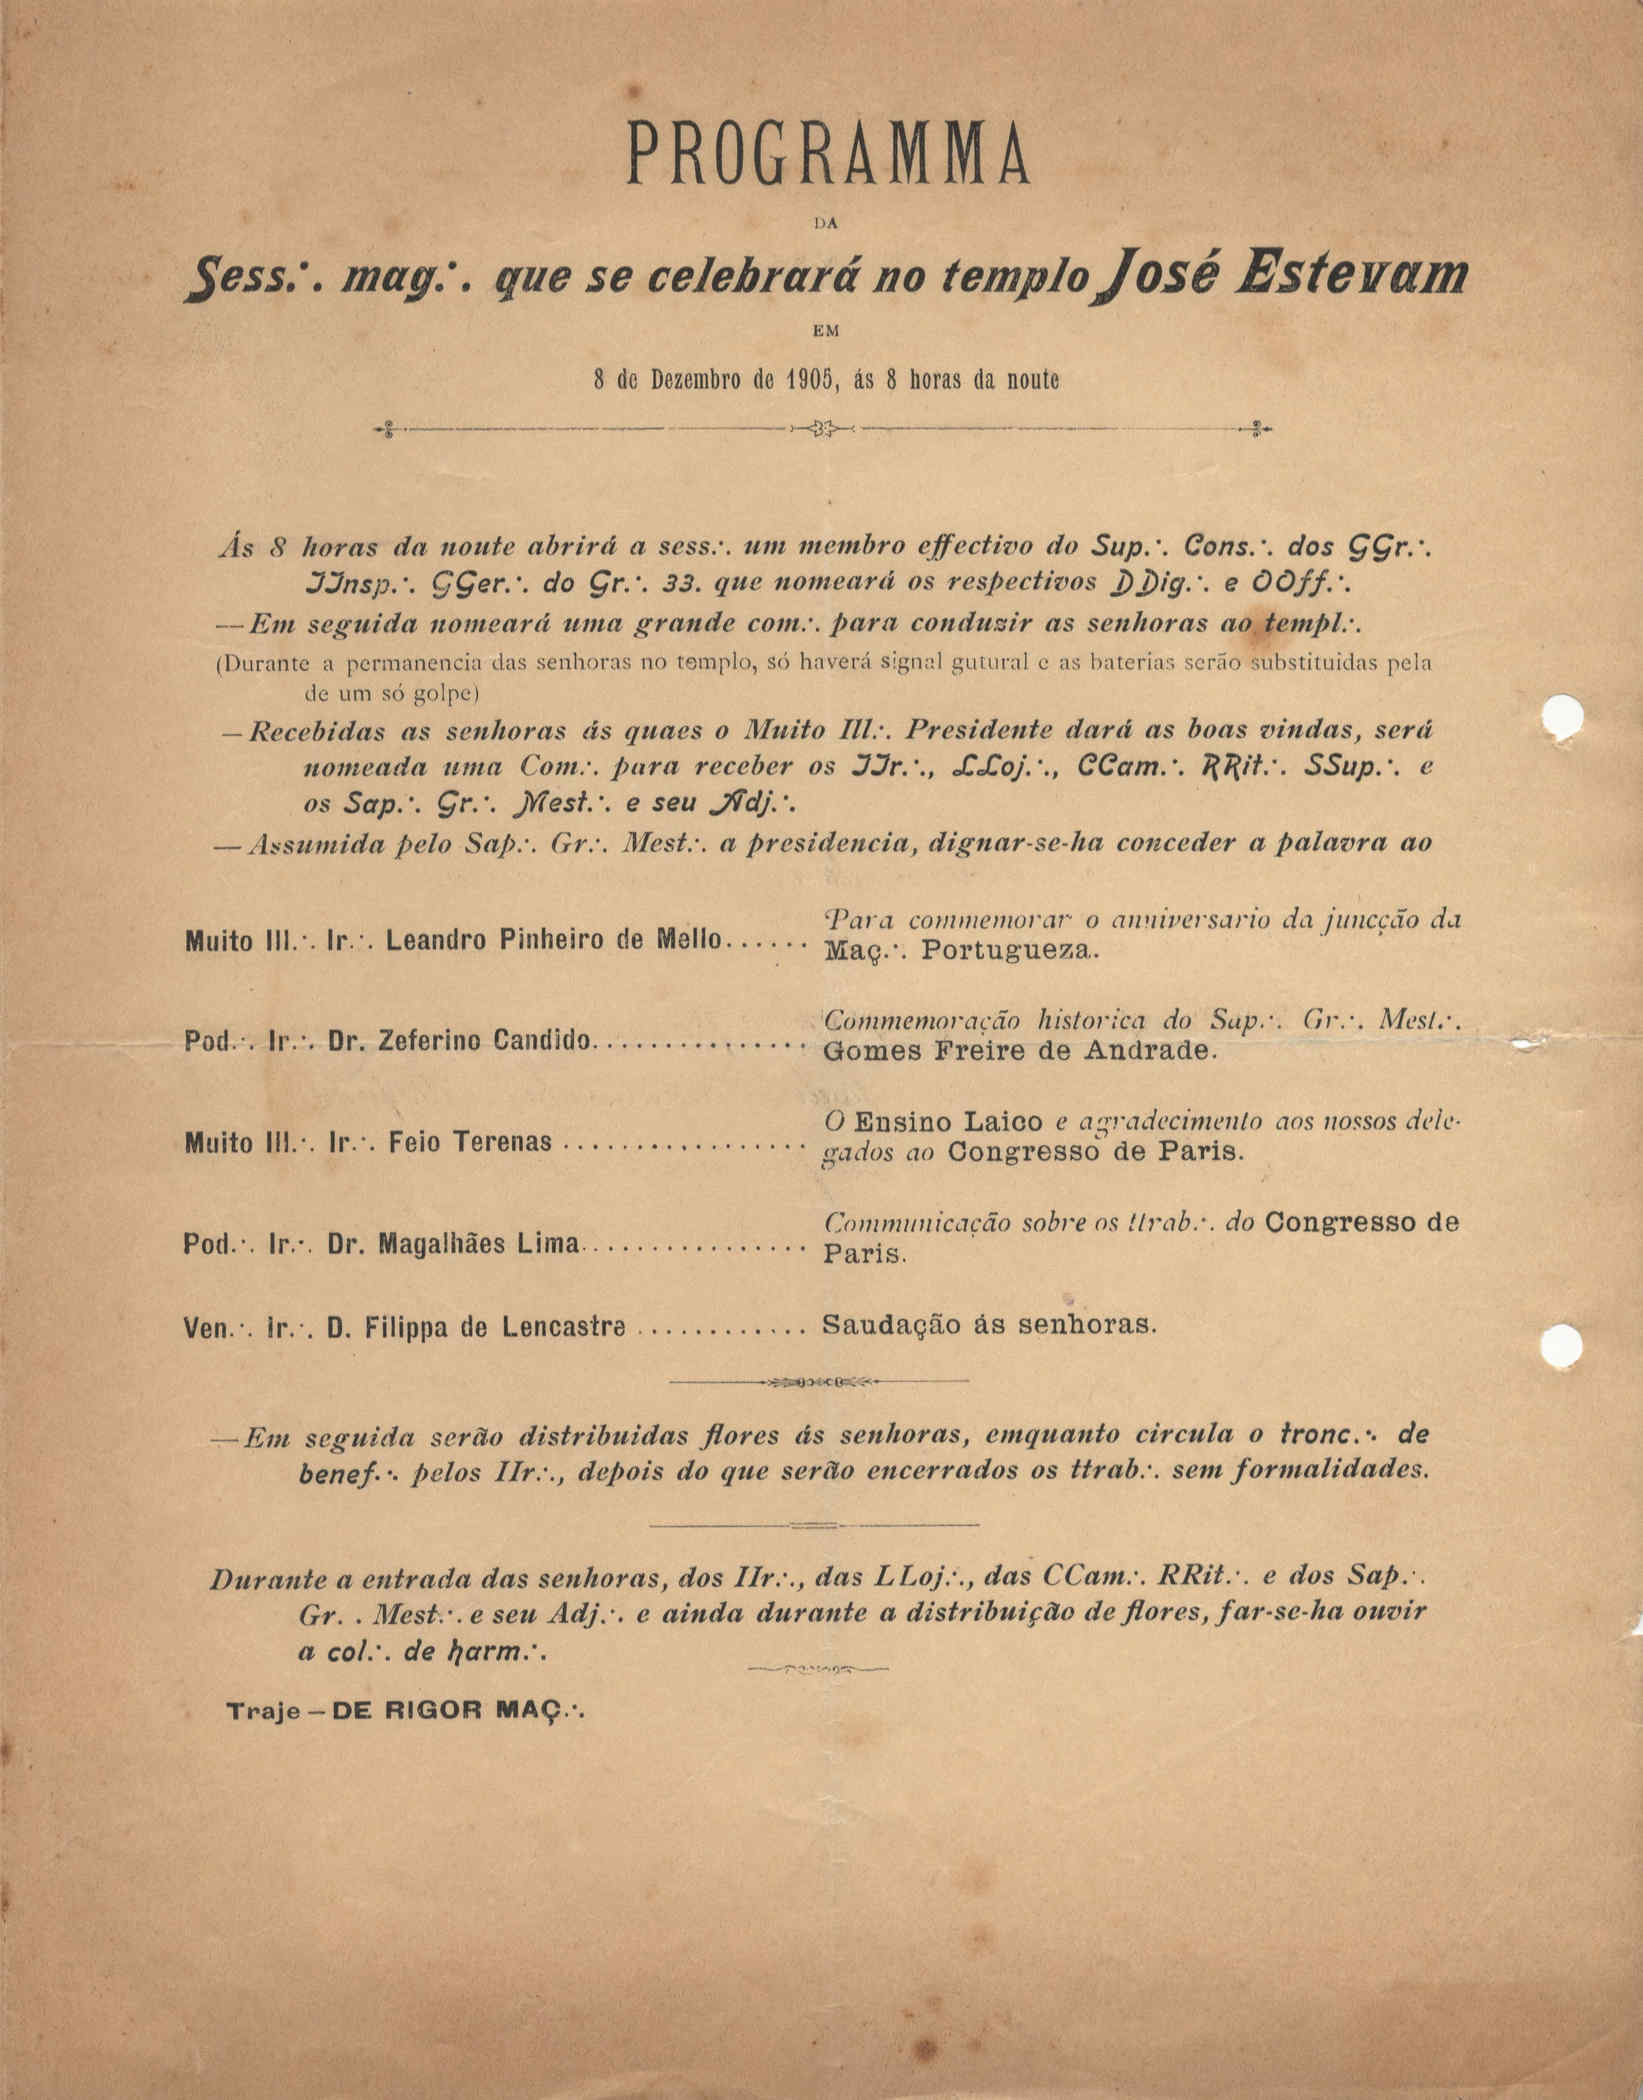 PROGRAMMA
DA
Sess.·. mag.·. que se celebrará no templo José Estevam
EM
8 de Dezembro de 1905, ás 8 horas da noute
Ás 8 horas da noute abrirá a sess.·. um membro effectivo do Sup.·. Cons.·. dos GGr.·.
IInsp.·. GGer.·. do Gr.·. 33. que nomeará os respectivos DDig.·. e OOff.·.
—Em seguida nomeará uma grande com.·. para conduzir as senhoras ao templ.·.
(Durante a permanencia das senhoras no templo, só haverá signal gutural e as baterias serão substituidas pela
de um só golpe)
—Recebidas as senhoras ás quaes o Muito Ill.·. Presidente dará as boas vindas, será
nomeada uma Com.·. para receber os IIr.·., LLoj.·., CCam.·. RRit.·. SSup.·. e
os Sap.·. Gr.·. Mest.·. e seu Adj.·.
—Assumida pelo Sap.·. Gr.·. Mest.·. a presidencia, dignar-se-ha conceder a palavra ao
Muito Ill.·. Ir.·. Leandro Pinheiro de Mello...... Para commemorar o anniversario da juncção da
Maç.·. Portugueza.
Pod.·. Ir.·. Dr. Zeferino Candido............... Commemoração historica do Sap.·. Gr.·. Mest.·.
Gomes Freire de Andrade.
Muito Ill.·. Ir.·. Feio Terenas ................. O Ensino Laico e agradecimento aos nossos dele-
gados ao Congresso de Paris.
Pod.·. Ir.·. Dr. Magalhães Lima................ Communicação sobre os ttrab.·. do Congresso de
Paris.
Ven.·. Ir.·. D. Filippa de Lencastre ............ Saudação ás senhoras.
—Em seguida serão distribuidas flores ás senhoras, emquanto circula o tronc.·. de
benef.·. pelos IIr.·., depois do que serão encerrados os ttrab.·. sem formalidades.
Durante a entrada das senhoras, dos IIr.·., das LLoj.·., das CCam.·. RRit.·. e dos Sap.·.
Gr. . Mest.·. e seu Adj.·. e ainda durante a distribuição de flores, far-se-ha ouvir
a col.·. de harm.·.
Traje—DE RIGOR MAÇ.·.